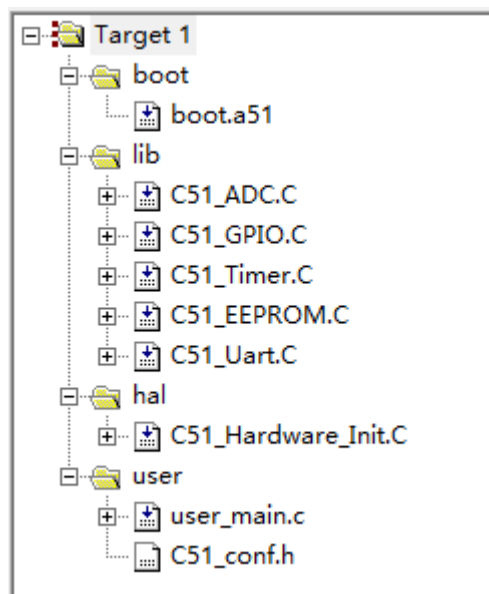 Target 1
boot
boot.a51
lib
C51_ADC.C
C51_GPIO.C
C51_Timer.C
C51_EEPROM.C
C51_Uart.C
hal
C51_Hardware_Init.C
user
user_main.c
C51_conf.h